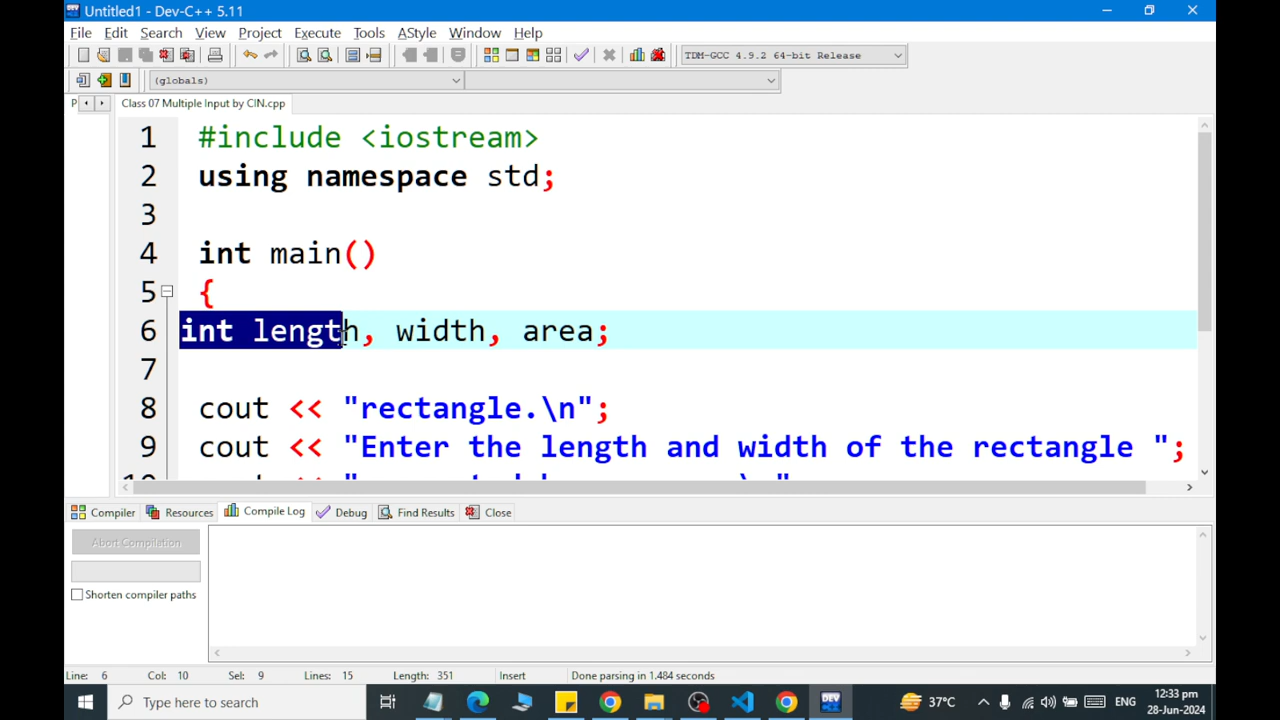 Untitled1 - Dev-C++ 5.11
File Edit Search View Project Execute Tools AStyle Window Help
TDM-GCC 4.9.2 64-bit Release
(globals)
P Class 07 Multiple Input by CIN.cpp
1 #include <iostream>
2 using namespace std;
3
4 int main()
5 {
6 int length, width, area;
7
8 cout << "rectangle.\n";
9 cout << "Enter the length and width of the rectangle ";
Compiler Resources Compile Log Debug Find Results Close
Abort Compilation
Shorten compiler paths
Line: 6 Col: 10 Sel: 9 Lines: 15 Length: 351 Insert Done parsing in 1.484 seconds
Type here to search
37°C ENG
12:33 pm
28-Jun-2024